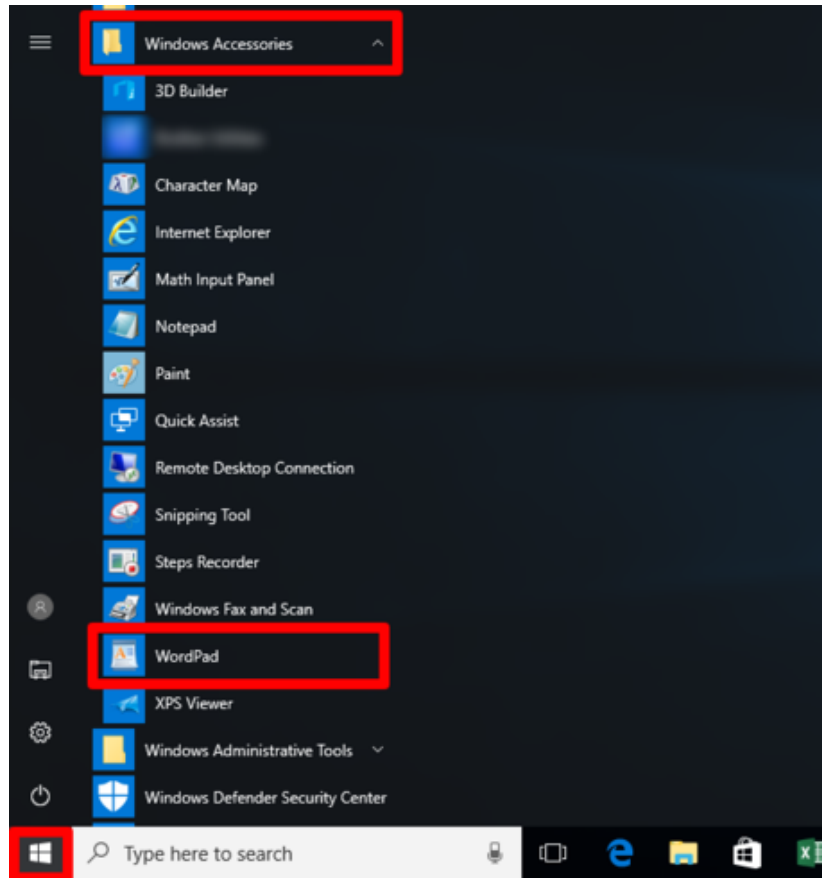 Windows Accessories
3D Builder
Character Map
Internet Explorer
Math Input Panel
Notepad
Paint
Quick Assist
Remote Desktop Connection
Snipping Tool
Steps Recorder
Windows Fax and Scan
WordPad
XPS Viewer
Windows Administrative Tools
Windows Defender Security Center
Type here to search